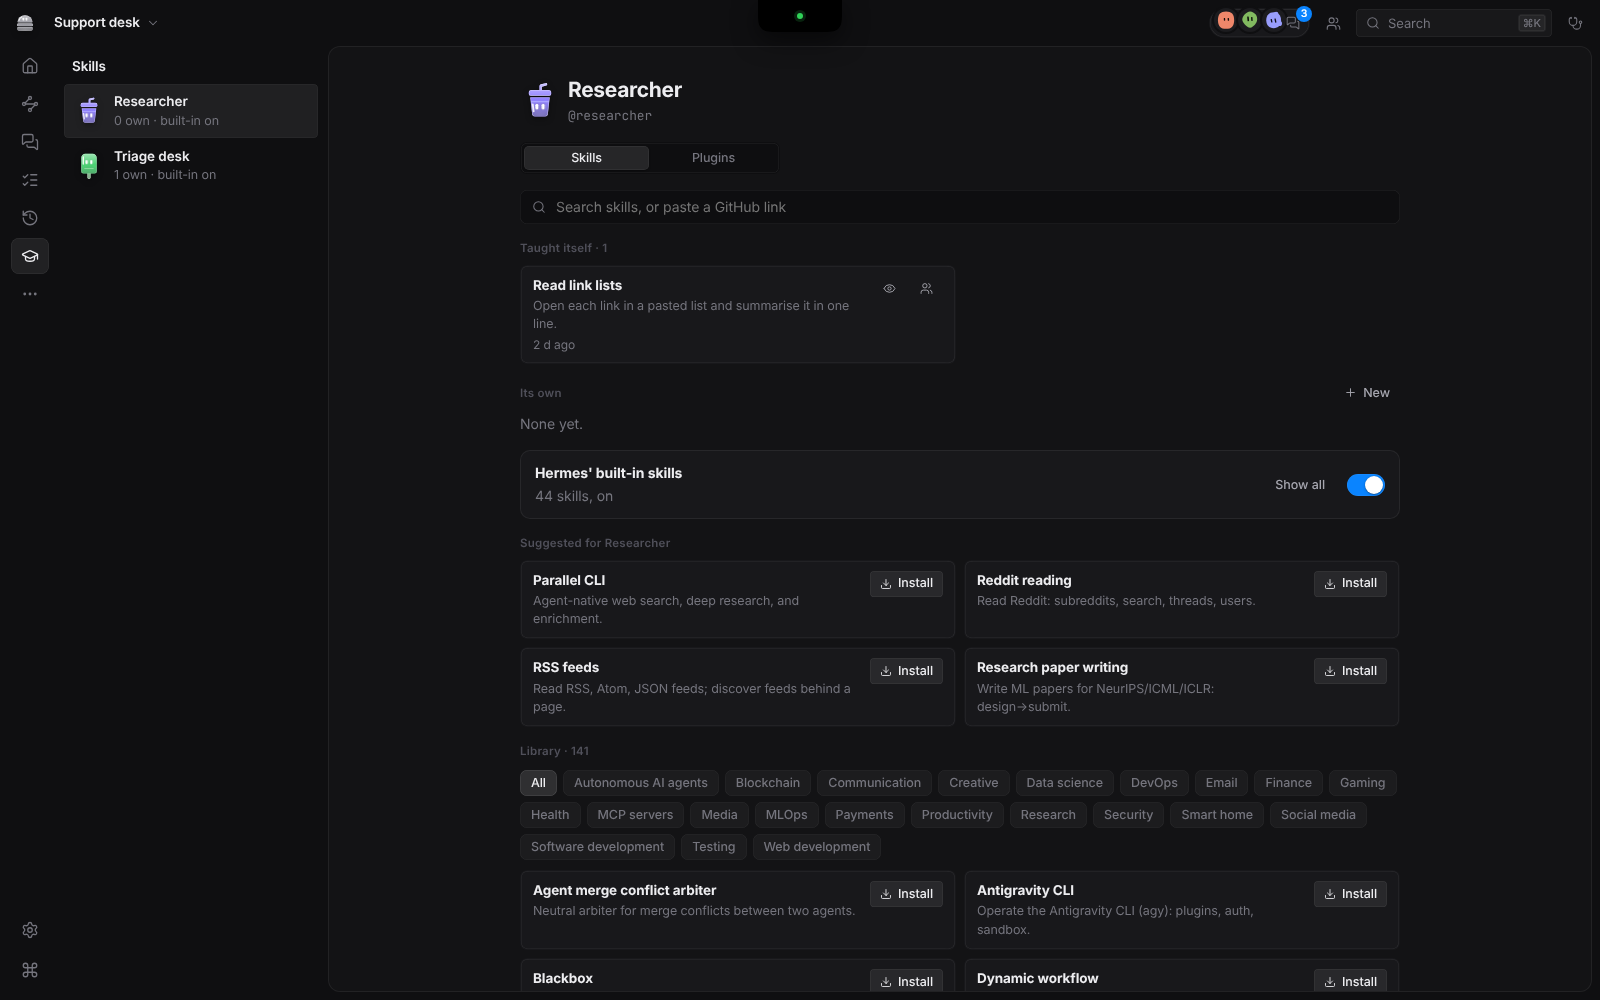 Support desk
3
Search
⌘K
Skills
Researcher
0 own · built-in on
Triage desk
1 own · built-in on
Researcher
@researcher
Skills
Plugins
Search skills, or paste a GitHub link
Taught itself · 1
Read link lists
Open each link in a pasted list and summarise it in one
line.
2 d ago
Its own
New
None yet.
Hermes' built-in skills
44 skills, on
Show all
Suggested for Researcher
Parallel CLI
Install
Agent-native web search, deep research, and
enrichment.
Reddit reading
Install
Read Reddit: subreddits, search, threads, users.
RSS feeds
Install
Read RSS, Atom, JSON feeds; discover feeds behind a
page.
Research paper writing
Install
Write ML papers for NeurIPS/ICML/ICLR:
design→submit.
Library · 141
All
Autonomous AI agents
Blockchain
Communication
Creative
Data science
DevOps
Email
Finance
Gaming
Health
MCP servers
Media
MLOps
Payments
Productivity
Research
Security
Smart home
Social media
Software development
Testing
Web development
Agent merge conflict arbiter
Install
Neutral arbiter for merge conflicts between two agents.
Antigravity CLI
Install
Operate the Antigravity CLI (agy): plugins, auth,
sandbox.
Blackbox
Install
Dynamic workflow
Install